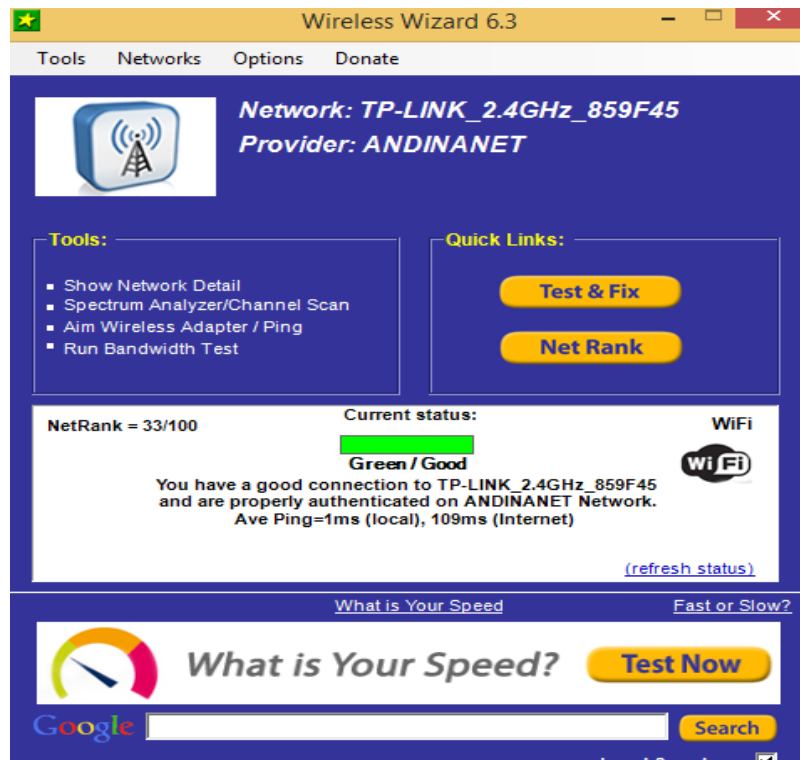 Wireless Wizard 6.3
Tools Networks Options Donate
Network: TP-LINK_2.4GHz_859F45
Provider: ANDINANET
Tools:
Show Network Detail
Spectrum Analyzer/Channel Scan
Aim Wireless Adapter / Ping
Run Bandwidth Test
Quick Links:
Test & Fix
Net Rank
NetRank = 33/100
Current status:
WiFi
Wi Fi
Green / Good
You have a good connection to TP-LINK_2.4GHz_859F45
and are properly authenticated on ANDINANET Network.
Ave Ping=1ms (local), 109ms (Internet)
(refresh status)
What is Your Speed Fast or Slow?
What is Your Speed? Test Now
Google Search